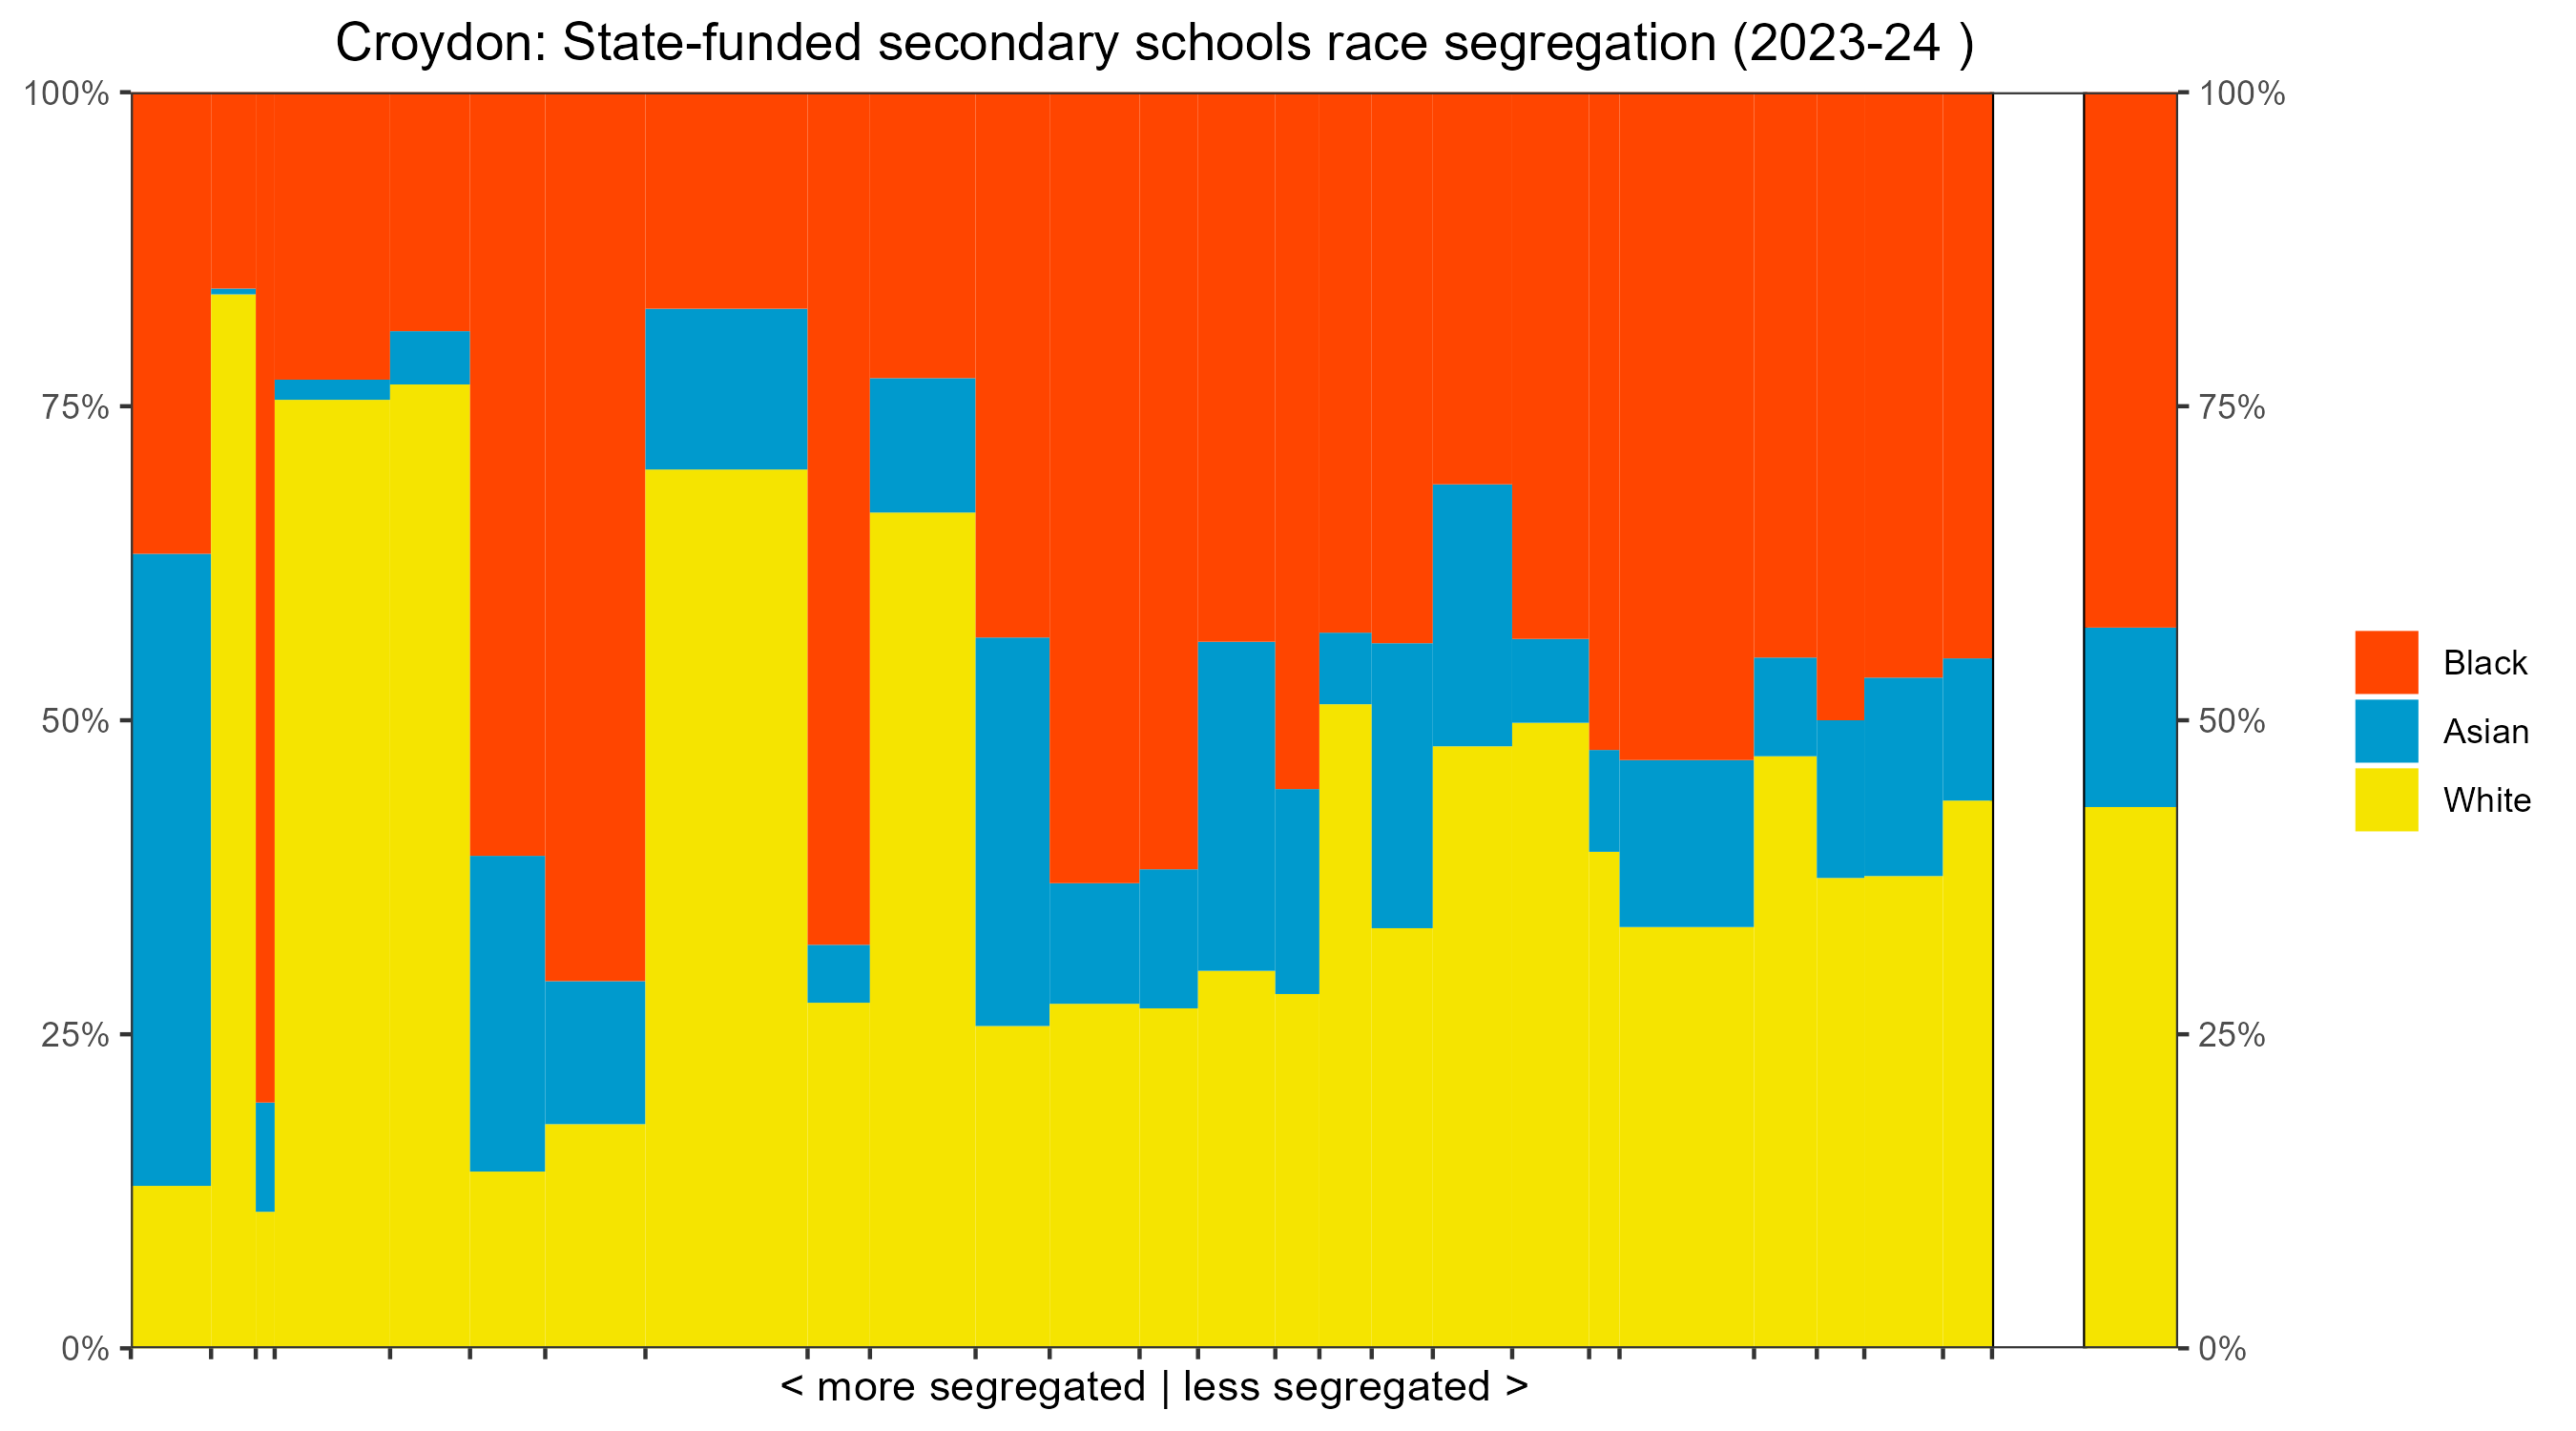 Croydon: State-funded secondary schools race segregation (2023-24 )
100%
100%
75%
75%
50%
50%
25%
25%
0%
0%
Black
Asian
White
< more segregated | less segregated >